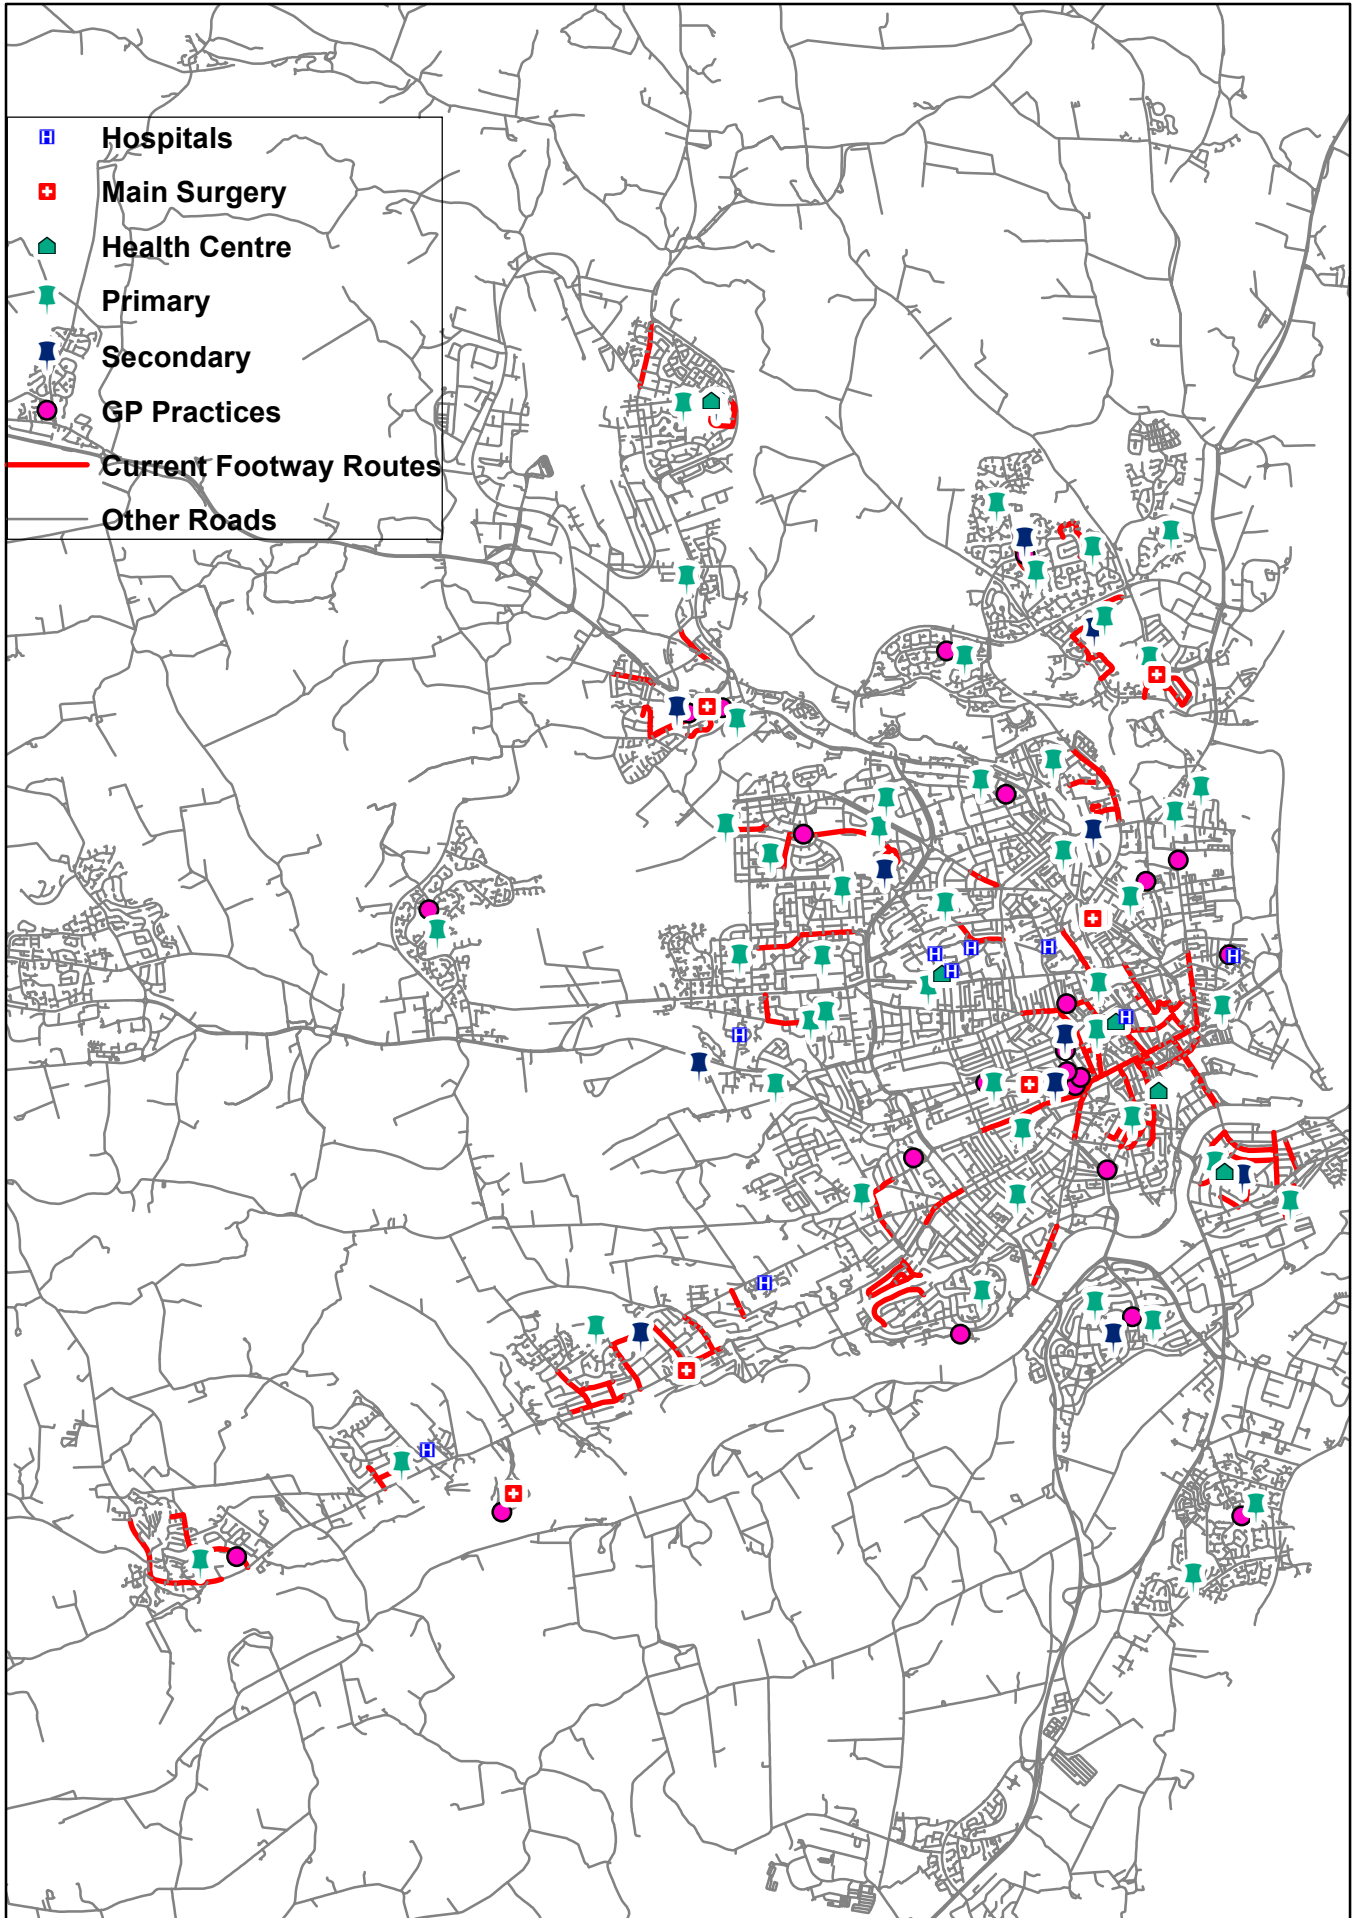 Hospitals
Main Surgery
Health Centre
Primary
Secondary
GP Practices
Current Footway Routes
Other Roads